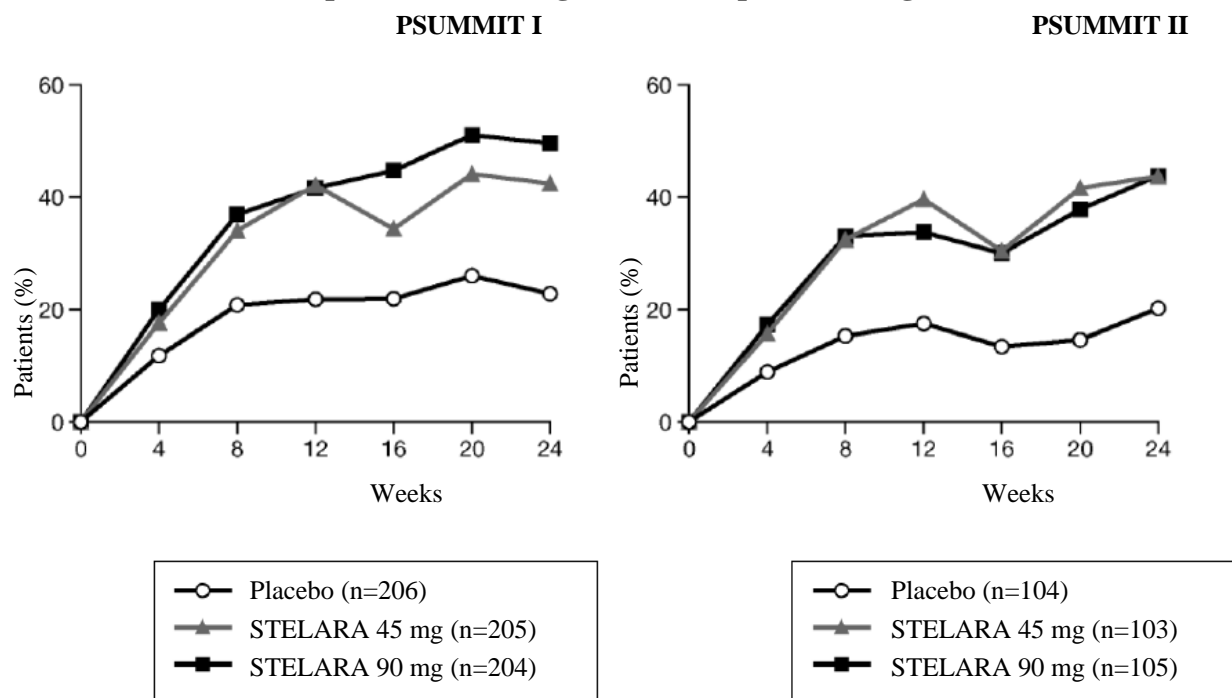 PSUMMIT I
PSUMMIT II
60
40
20
0
Patients (%)
0 4 8 12 16 20 24
Weeks
60
40
20
0
Patients (%)
0 4 8 12 16 20 24
Weeks
Placebo (n=206)
STELARA 45 mg (n=205)
STELARA 90 mg (n=204)
Placebo (n=104)
STELARA 45 mg (n=103)
STELARA 90 mg (n=105)